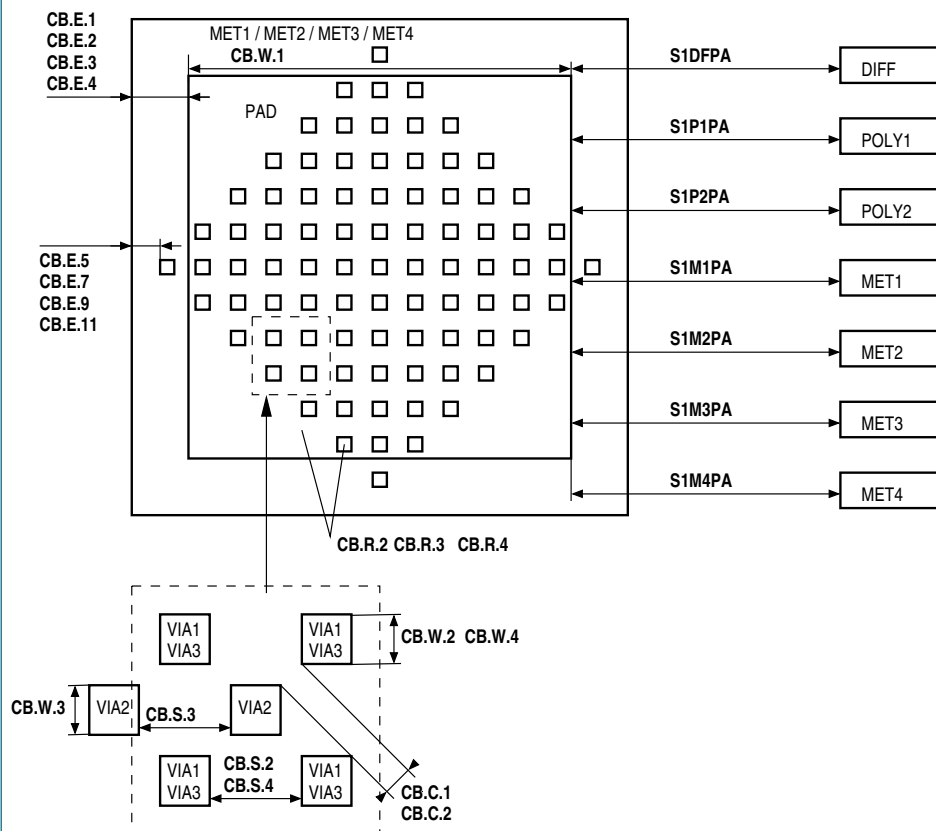 CB.E.1
CB.E.2
CB.E.3
CB.E.4
MET1 / MET2 / MET3 / MET4
CB.W.1
PAD
S1DFPA
DIFF
S1P1PA
POLY1
S1P2PA
POLY2
CB.E.5
CB.E.7
CB.E.9
CB.E.11
S1M1PA
MET1
S1M2PA
MET2
S1M3PA
MET3
S1M4PA
MET4
CB.R.2 CB.R.3 CB.R.4
VIA1
VIA3
VIA1
VIA3
CB.W.2 CB.W.4
CB.W.3
VIA2
CB.S.3
VIA2
VIA1
VIA3
CB.S.2
CB.S.4
VIA1
VIA3
CB.C.1
CB.C.2